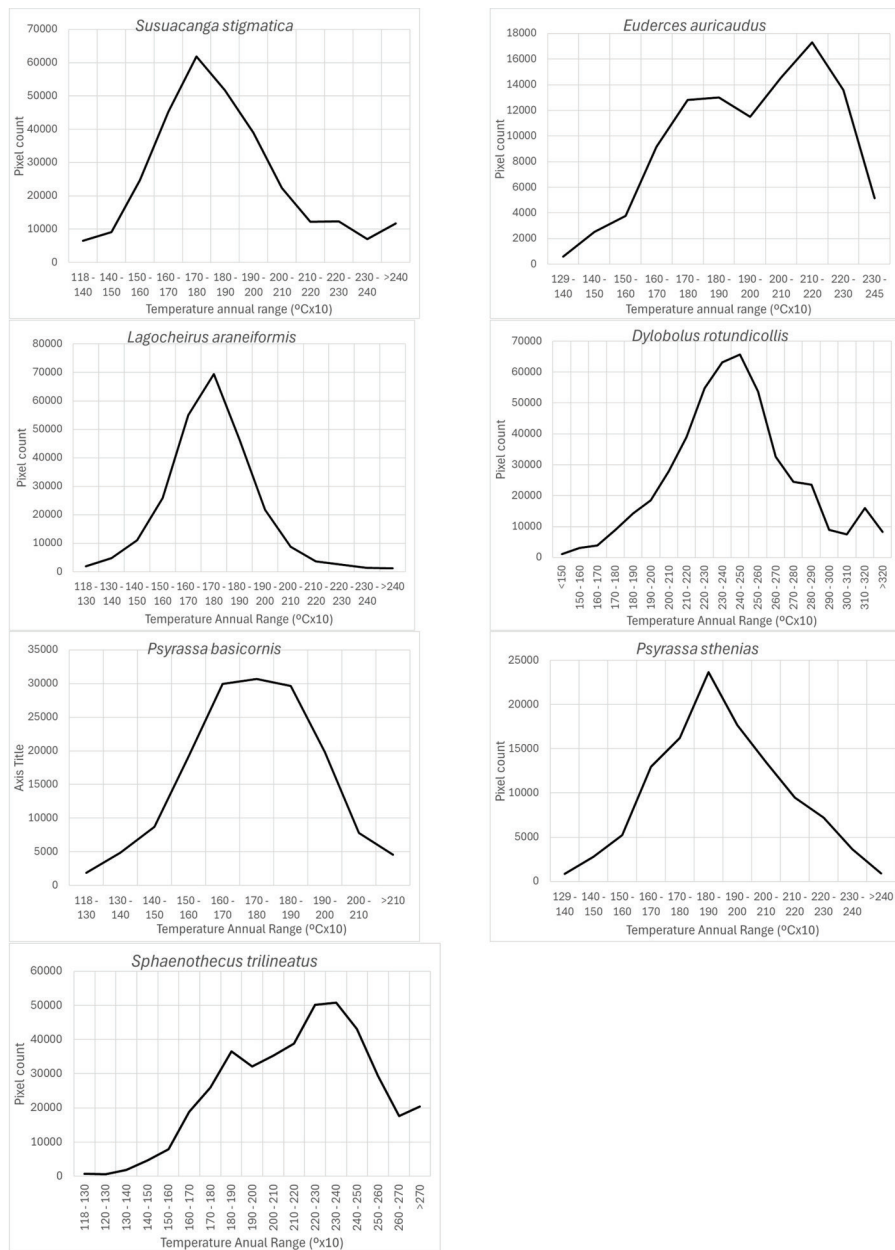 Susuacanga stigmatica
70000
60000
50000
40000
30000
20000
10000
0
Pixel count
118 - 140 - 150 - 160 - 170 - 180 - 190 - 200 - 210 - 220 - 230 - >240
140 150 160 170 180 190 200 210 220 230 240
Temperature annual range (ºCx10)
Euderces auricaudus
18000
16000
14000
12000
10000
8000
6000
4000
2000
0
Pixel count
129 - 140 - 150 - 160 - 170 - 180 - 190 - 200 - 210 - 220 - 230 -
140 150 160 170 180 190 200 210 220 230 245
Temperature annual range (ºCx10)
Lagocheirus araneiformis
80000
70000
60000
50000
40000
30000
20000
10000
0
Pixel count
118 - 130 - 140 - 150 - 160 - 170 - 180 - 190 - 200 - 210 - 220 - 230 - >240
130 140 150 160 170 180 190 200 210 220 230 240
Temperature Annual Range (ºCx10)
Dylobolus rotundicollis
70000
60000
50000
40000
30000
20000
10000
0
Pixel count
<150
150 - 160
160 - 170
170 - 180
180 - 190
190 - 200
200 - 210
210 - 220
220 - 230
230 - 240
240 - 250
250 - 260
260 - 270
270 - 280
280 - 290
290 - 300
300 - 310
310 - 320
>320
Temperature Annual Range (ºCx10)
Psyrassa basicornis
35000
30000
25000
20000
15000
10000
5000
0
Axis Title
118 - 130 - 140 - 150 - 160 - 170 - 180 - 190 - 200 - >210
130 140 150 160 170 180 190 200 210
Temperature Annual Range (ºCx10)
Psyrassa sthenias
25000
20000
15000
10000
5000
0
Pixel count
129 - 140 - 150 - 160 - 170 - 180 - 190 - 200 - 210 - 220 - 230 - >240
140 150 160 170 180 190 200 210 220 230 240
Temperature Annual Range (ºCx10)
Sphaenothecus trilineatus
60000
50000
40000
30000
20000
10000
0
Pixel count
118 - 130
120 - 130
130 - 140
140 - 150
150 - 160
160 - 170
170 - 180
180 - 190
190 - 200
200 - 210
210 - 220
220 - 230
230 - 240
240 - 250
250 - 260
260 - 270
>270
Temperature Anual Range (ºx10)